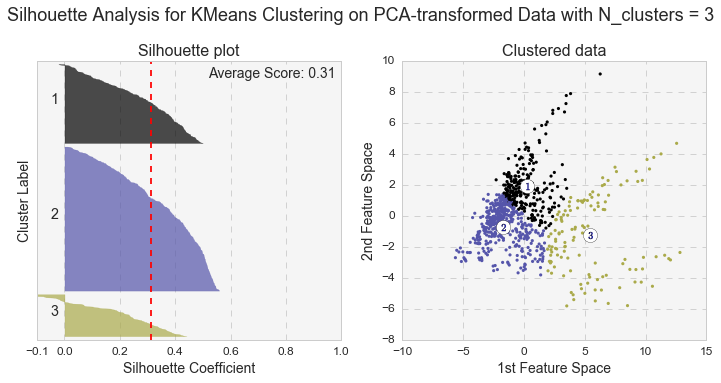 Silhouette Analysis for KMeans Clustering on PCA-transformed Data with N_clusters = 3
Silhouette plot
Average Score: 0.31
Cluster Label
1
2
3
−0.1 0.0 0.2 0.4 0.6 0.8 1.0
Silhouette Coefficient
Clustered data
2nd Feature Space
10
8
6
4
2
0
−2
−4
−6
−8
1
2
3
−10 −5 0 5 10 15
1st Feature Space